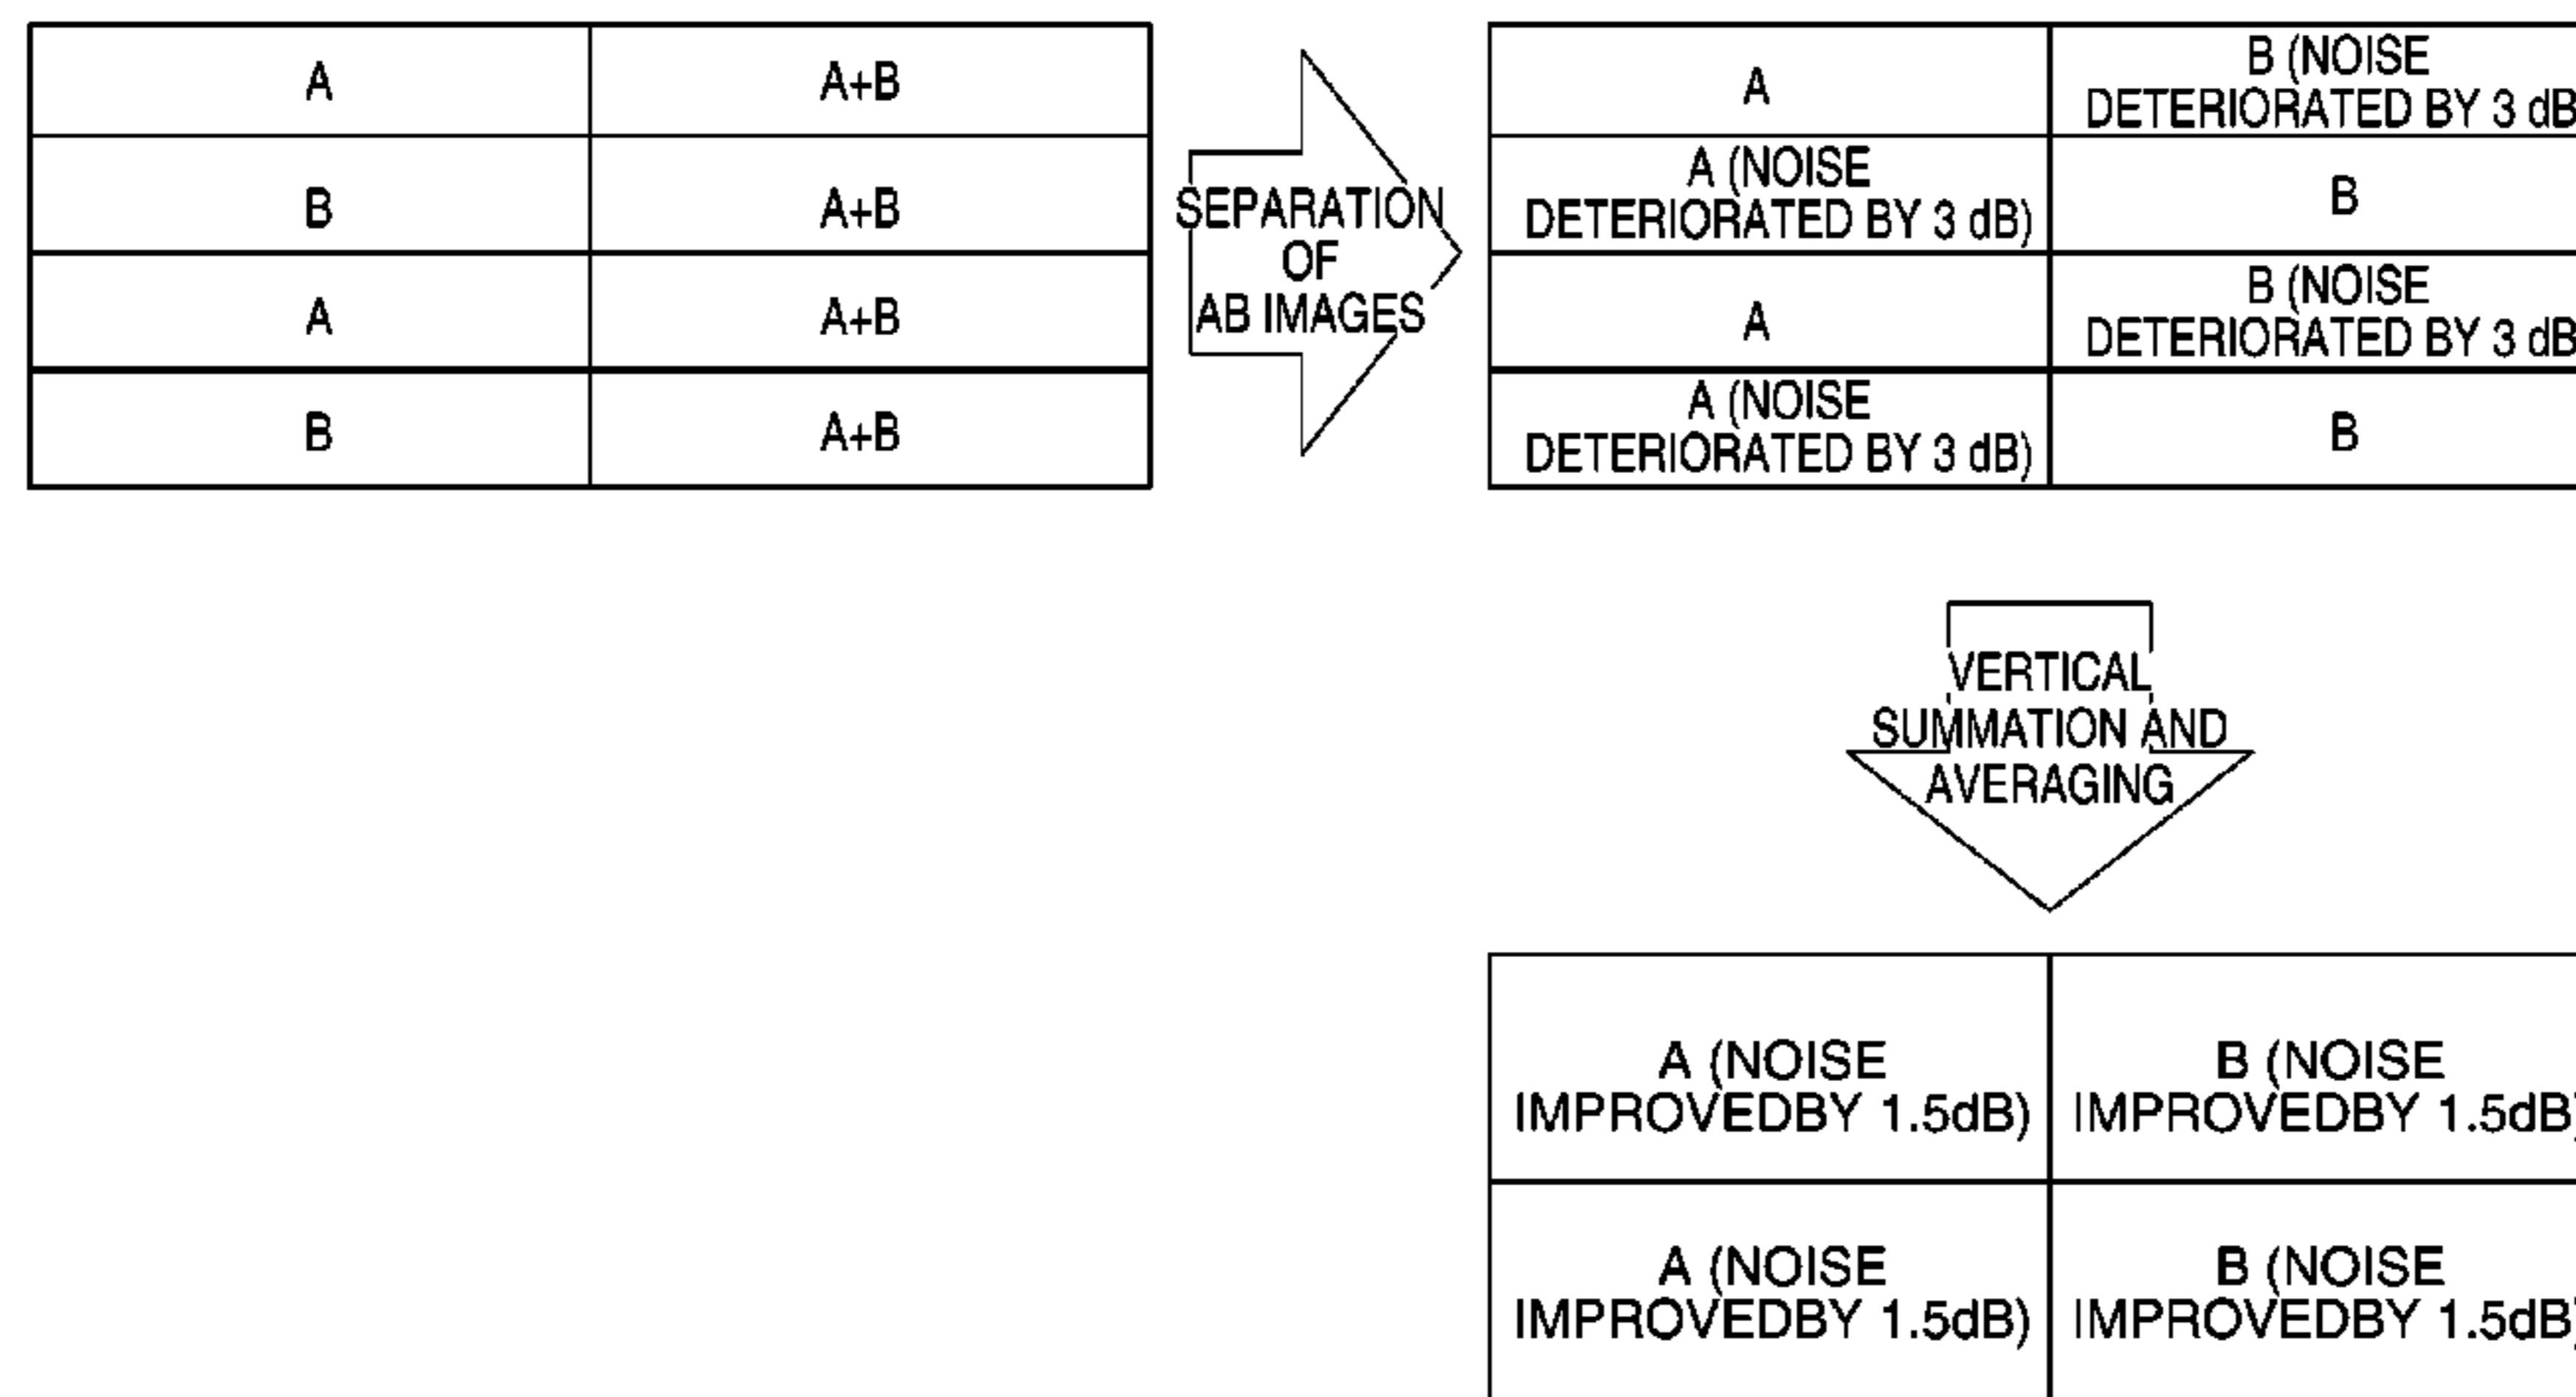 A
A+B
B
A+B
A
A+B
B
A+B
SEPARATION
OF
AB IMAGES
A
B (NOISE
DETERIORATED BY 3 dB
A (NOISE
DETERIORATED BY 3 dB)
B
A
B (NOISE
DETERIORATED BY 3 dB
A (NOISE
DETERIORATED BY 3 dB)
B
VERTICAL
SUMMATION AND
AVERAGING
A (NOISE
IMPROVEDBY 1.5dB)
B (NOISE
IMPROVEDBY 1.5dB)
A (NOISE
IMPROVEDBY 1.5dB)
B (NOISE
IMPROVEDBY 1.5dB)